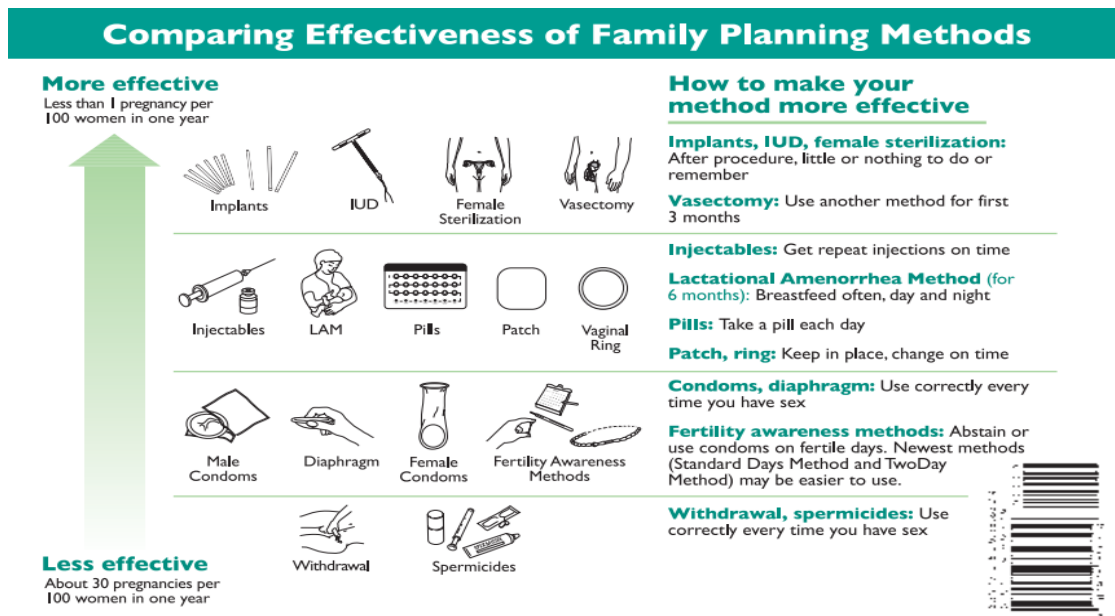 Comparing Effectiveness of Family Planning Methods
More effective
Less than 1 pregnancy per
100 women in one year
Implants
IUD
Female
Sterilization
Vasectomy
Injectables
LAM
Pills
Patch
Vaginal
Ring
Male
Condoms
Diaphragm
Female
Condoms
Fertility Awareness
Methods
Withdrawal
Spermicides
Less effective
About 30 pregnancies per
100 women in one year
How to make your
method more effective
Implants, IUD, female sterilization:
After procedure, little or nothing to do or
remember
Vasectomy: Use another method for first
3 months
Injectables: Get repeat injections on time
Lactational Amenorrhea Method (for
6 months): Breastfeed often, day and night
Pills: Take a pill each day
Patch, ring: Keep in place, change on time
Condoms, diaphragm: Use correctly every
time you have sex
Fertility awareness methods: Abstain or
use condoms on fertile days. Newest methods
(Standard Days Method and TwoDay
Method) may be easier to use.
Withdrawal, spermicides: Use
correctly every time you have sex